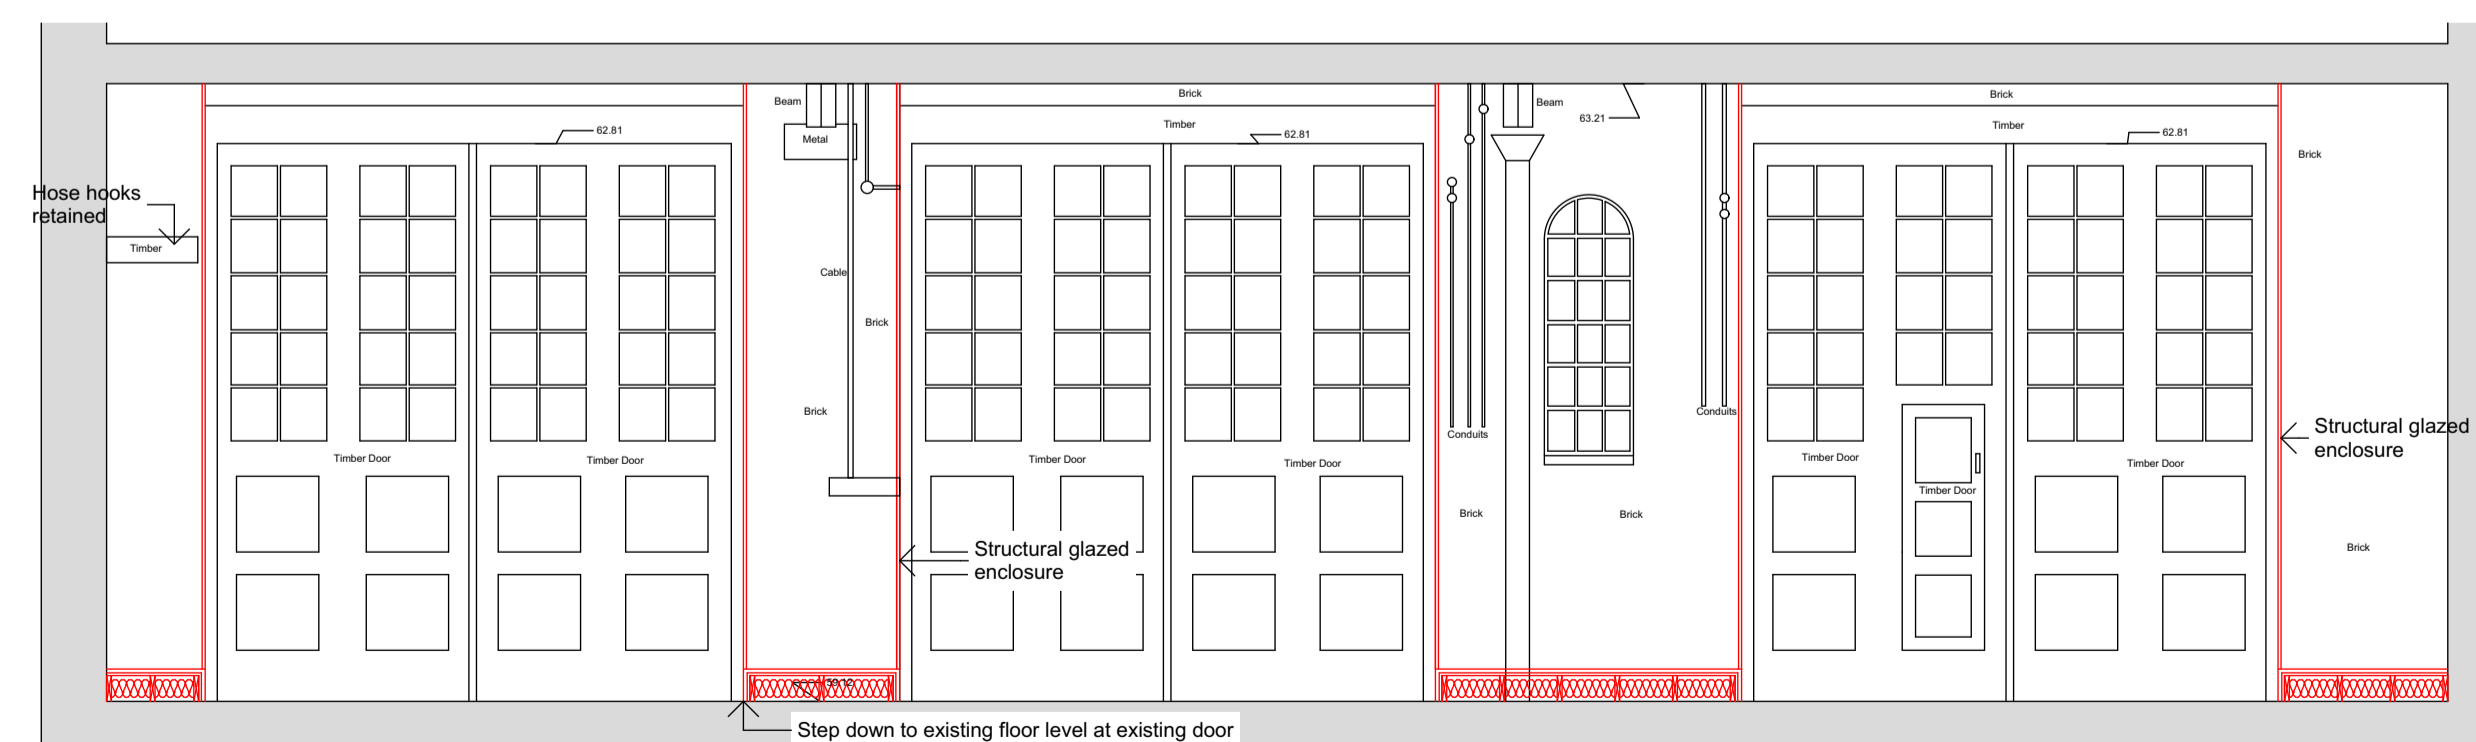 Brick
Brick
Beam
Beam
63.21
Metal
Timber
Timber
62.81
62.81
62.81
Brick
Hose hooks
retained
Timber
Cable
Brick
Brick
Conduits
Conduits
Structural glazed
enclosure
Timber Door
Timber Door
Timber Door
Timber Door
Timber Door
Timber Door
Timber Door
Brick
Brick
Brick
Structural glazed
enclosure
59.12
Step down to existing floor level at existing door